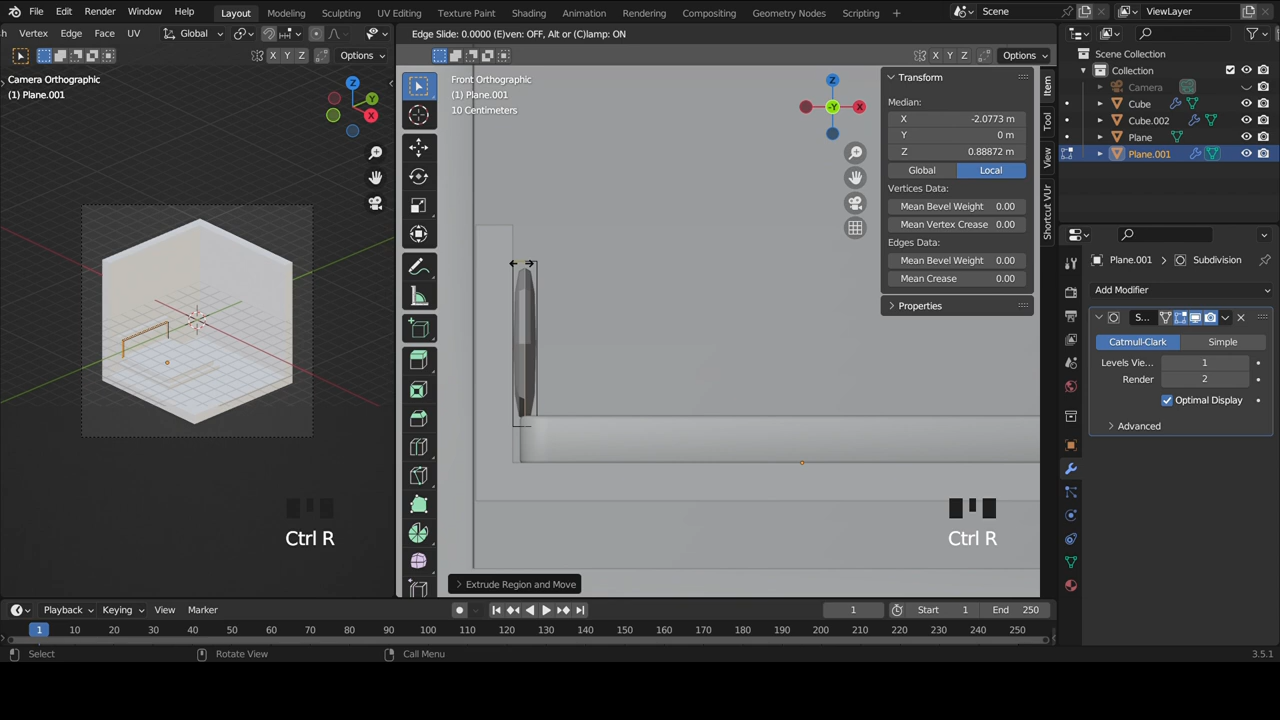 File Edit Render Window Help Layout Modeling Sculpting UV Editing Texture Paint Shading Animation Rendering Compositing Geometry Nodes Scripting Scene ViewLayer
Vertex Edge Face UV Global
Edge Slide: 0.0000 (E)ven: OFF, Alt or (C)lamp: ON
X Y Z Options
X Y Z Options
Camera Orthographic
(1) Plane.001
Z
Y
X
Front Orthographic
(1) Plane.001
10 Centimeters
Z
-Y
X
Transform
Median:
X -2.0773 m
Y 0 m
Z 0.88872 m
Global Local
Vertices Data:
Mean Bevel Weight 0.00
Mean Vertex Crease 0.00
Edges Data:
Mean Bevel Weight 0.00
Mean Crease 0.00
Properties
Item
Tool
View
Shortcut VUr
Scene Collection
Collection
Camera
Cube
Cube.002
Plane
Plane.001
Plane.001 Subdivision
Add Modifier
S...
Catmull-Clark Simple
Levels Vie... 1
Render 2
Optimal Display
Advanced
Ctrl R
Ctrl R
Extrude Region and Move
Playback Keying View Marker 1 Start 1 End 250
1 10 20 30 40 50 60 70 80 90 100 110 120 130 140 150 160 170 180 190 200 210 220 230 240 250
Select Rotate View Call Menu 3.5.1